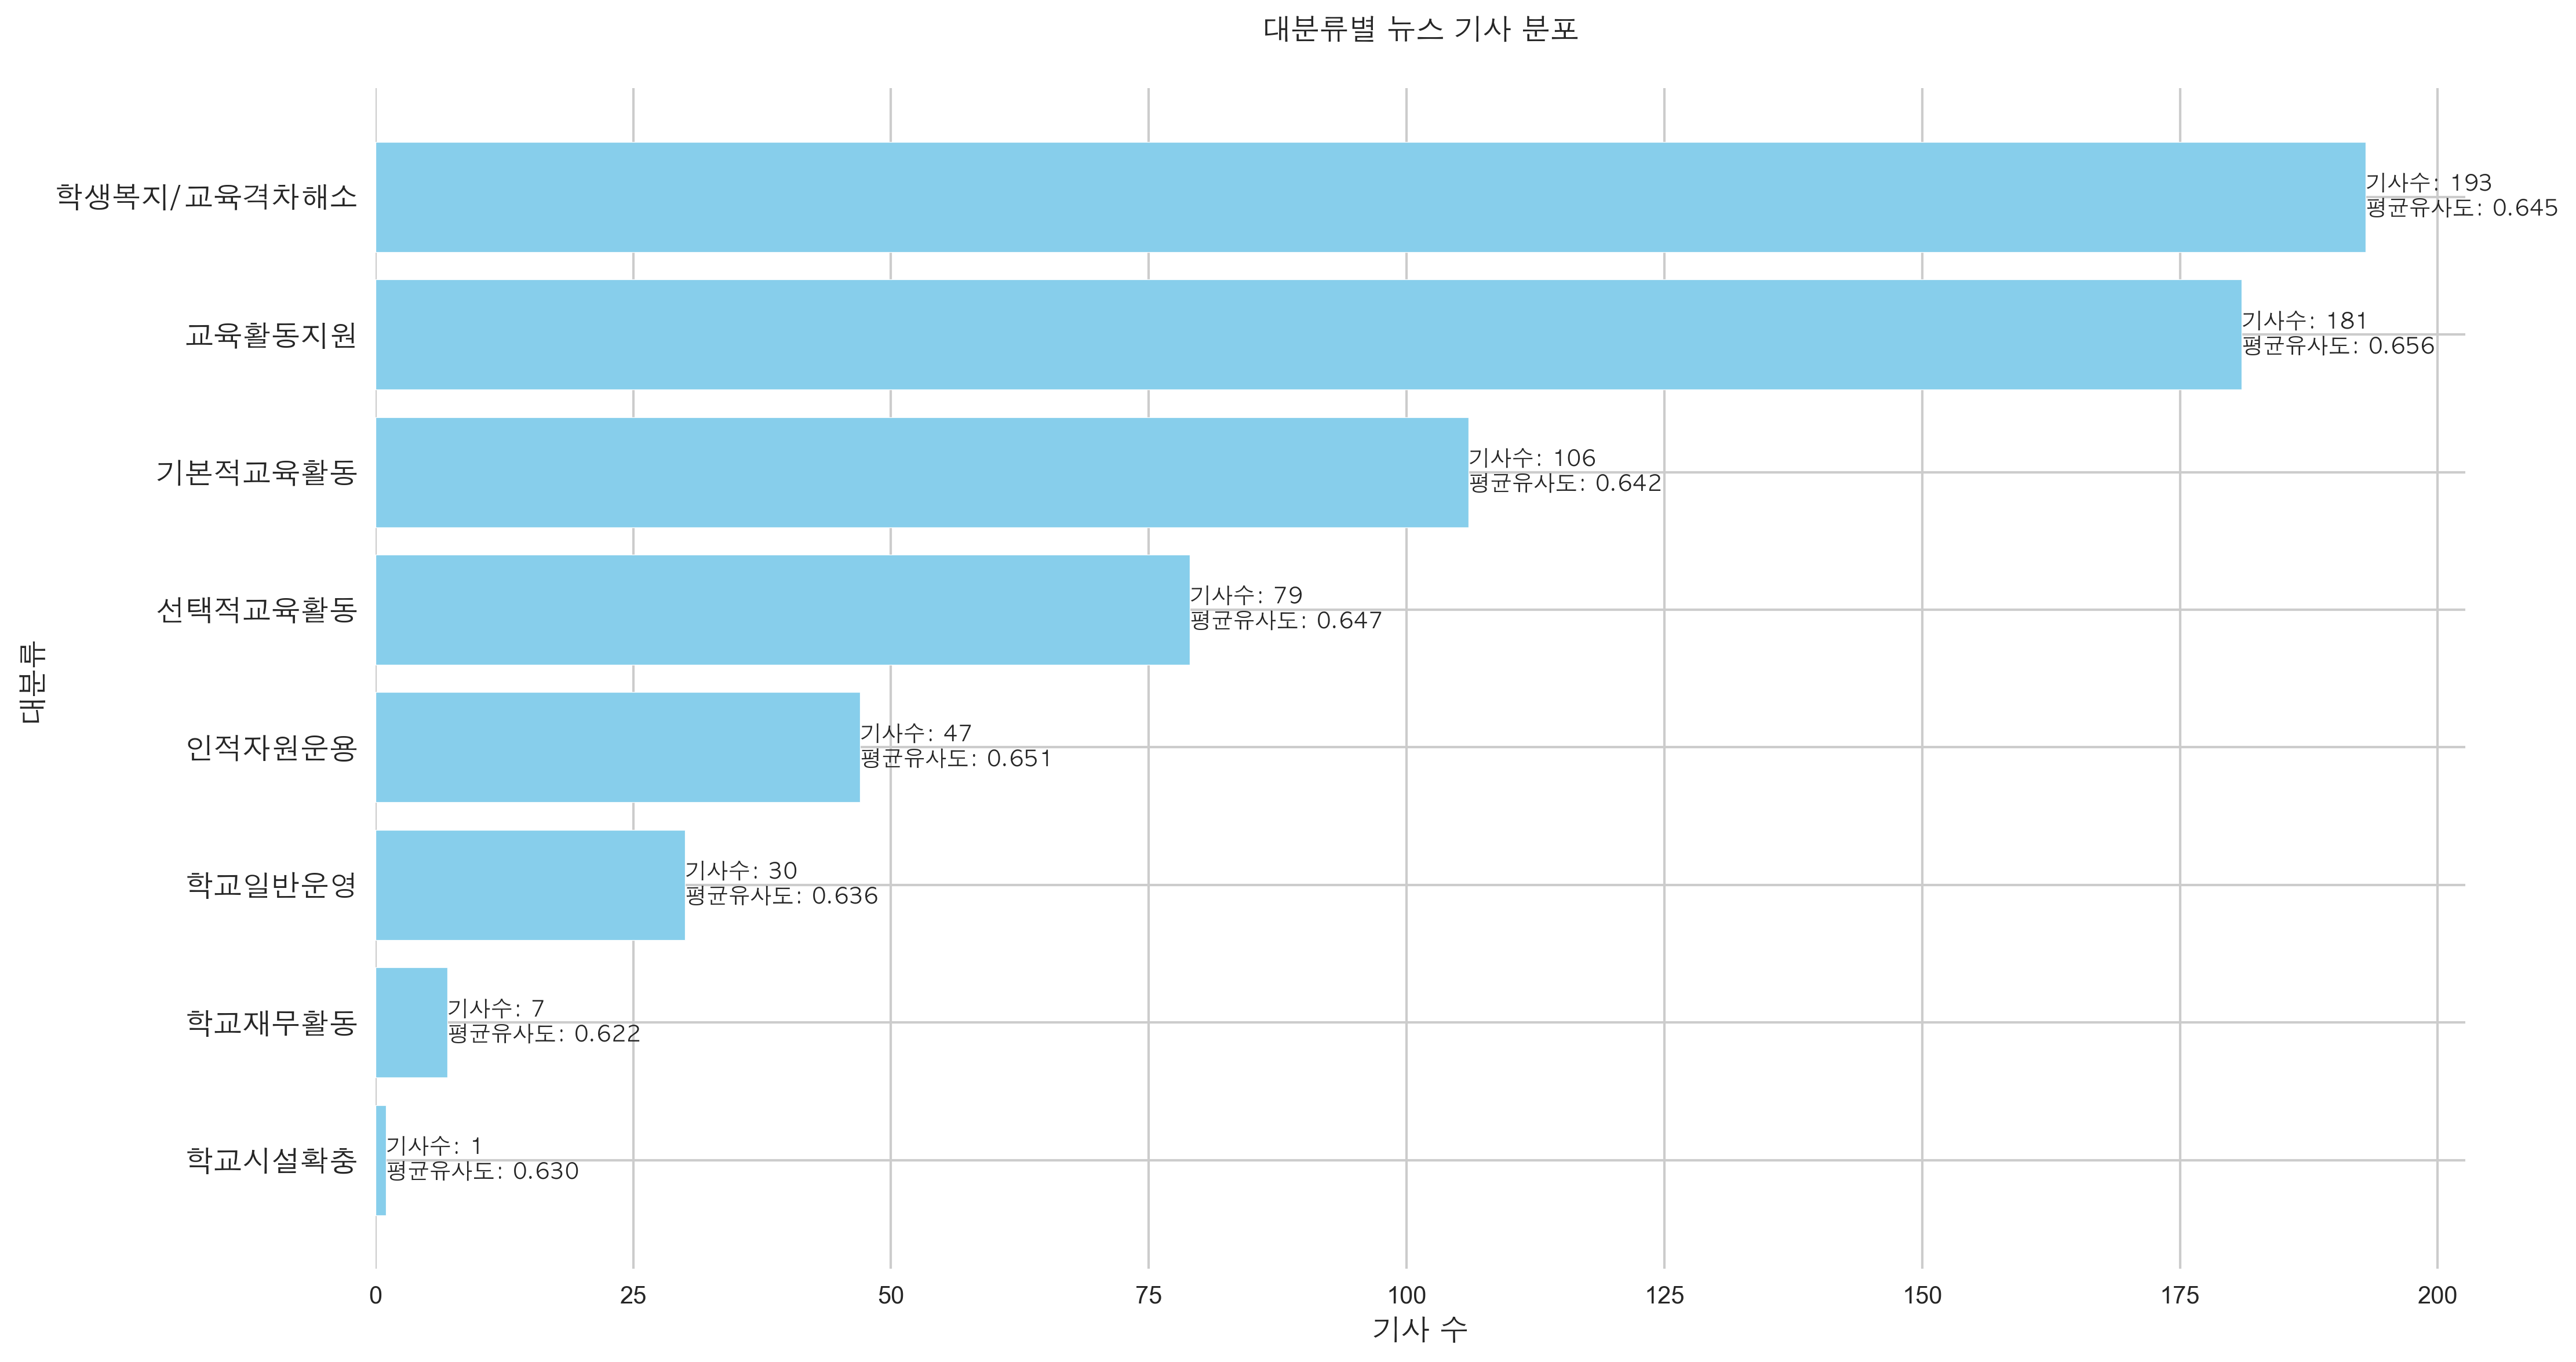 대분류별 뉴스 기사 분포
학생복지/교육격차해소
기사수: 193
평균유사도: 0.645
교육활동지원
기사수: 181
평균유사도: 0.656
기본적교육활동
기사수: 106
평균유사도: 0.642
선택적교육활동
기사수: 79
평균유사도: 0.647
인적자원운용
기사수: 47
평균유사도: 0.651
학교일반운영
기사수: 30
평균유사도: 0.636
학교재무활동
기사수: 7
평균유사도: 0.622
학교시설확충
기사수: 1
평균유사도: 0.630
대분류
0 25 50 75 100 125 150 175 200
기사 수